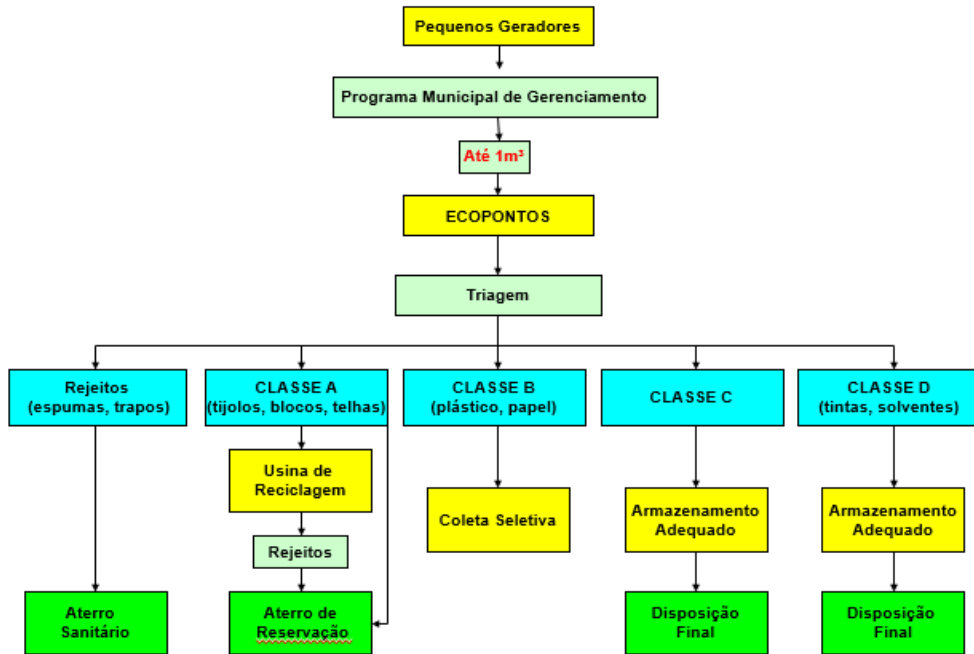 Pequenos Geradores
Programa Municipal de Gerenciamento
Até 1m³
ECOPONTOS
Triagem
Rejeitos
(espumas, trapos)
CLASSE A
(tijolos, blocos, telhas)
CLASSE B
(plástico, papel)
CLASSE C
CLASSE D
(tintas, solventes)
Usina de
Reciclagem
Coleta Seletiva
Armazenamento
Adequado
Armazenamento
Adequado
Rejeitos
Aterro
Sanitário
Aterro de
Reservação
Disposição
Final
Disposição
Final